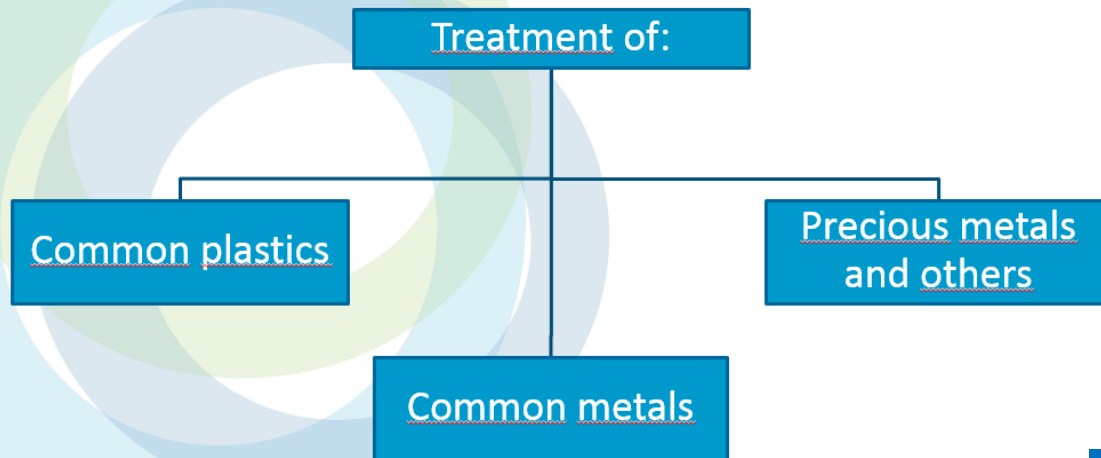 Treatment of:
Common plastics
Precious metals
and others
Common metals